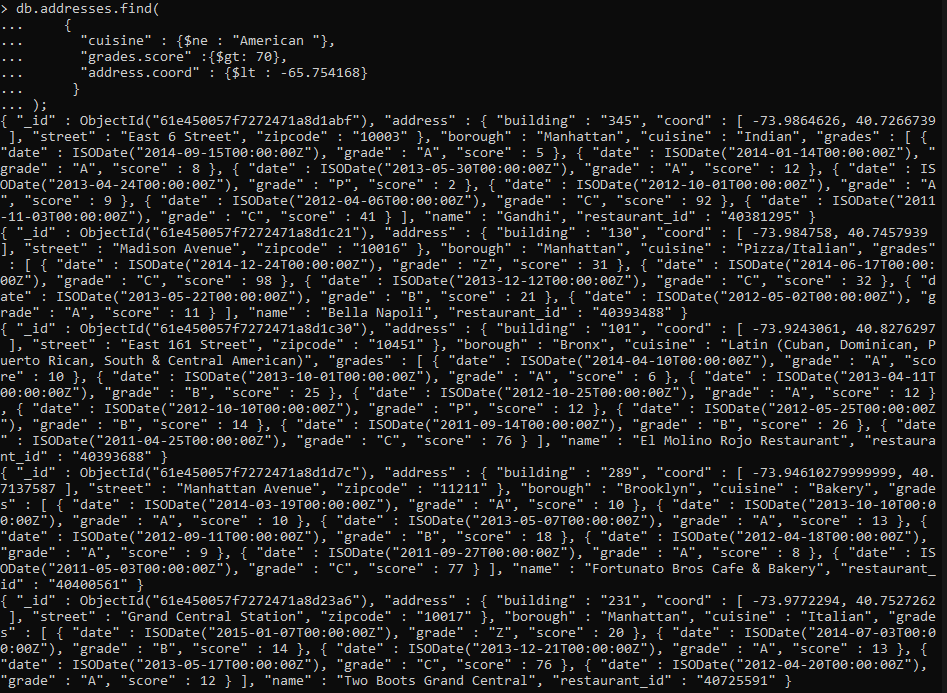 > db.addresses.find(
...     {
...       "cuisine" : {$ne : "American "},
...       "grades.score" :{$gt: 70},
...       "address.coord" : {$lt : -65.754168}
...      }
... );
{ "_id" : ObjectId("61e450057f7272471a8d1abf"), "address" : { "building" : "345", "coord" : [ -73.9864626, 40.7266739
 ], "street" : "East 6 Street", "zipcode" : "10003" }, "borough" : "Manhattan", "cuisine" : "Indian", "grades" : [ {
"date" : ISODate("2014-09-15T00:00:00Z"), "grade" : "A", "score" : 5 }, { "date" : ISODate("2014-01-14T00:00:00Z"), "
grade" : "A", "score" : 8 }, { "date" : ISODate("2013-05-30T00:00:00Z"), "grade" : "A", "score" : 12 }, { "date" : IS
ODate("2013-04-24T00:00:00Z"), "grade" : "P", "score" : 2 }, { "date" : ISODate("2012-10-01T00:00:00Z"), "grade" : "A
", "score" : 9 }, { "date" : ISODate("2012-04-06T00:00:00Z"), "grade" : "C", "score" : 92 }, { "date" : ISODate("2011
-11-03T00:00:00Z"), "grade" : "C", "score" : 41 } ], "name" : "Gandhi", "restaurant_id" : "40381295" }
{ "_id" : ObjectId("61e450057f7272471a8d1c21"), "address" : { "building" : "130", "coord" : [ -73.984758, 40.7457939
], "street" : "Madison Avenue", "zipcode" : "10016" }, "borough" : "Manhattan", "cuisine" : "Pizza/Italian", "grades"
 : [ { "date" : ISODate("2014-12-24T00:00:00Z"), "grade" : "Z", "score" : 31 }, { "date" : ISODate("2014-06-17T00:00:
00Z"), "grade" : "C", "score" : 98 }, { "date" : ISODate("2013-12-12T00:00:00Z"), "grade" : "C", "score" : 32 }, { "d
ate" : ISODate("2013-05-22T00:00:00Z"), "grade" : "B", "score" : 21 }, { "date" : ISODate("2012-05-02T00:00:00Z"), "g
rade" : "A", "score" : 11 } ], "name" : "Bella Napoli", "restaurant_id" : "40393488" }
{ "_id" : ObjectId("61e450057f7272471a8d1c30"), "address" : { "building" : "101", "coord" : [ -73.9243061, 40.8276297
 ], "street" : "East 161 Street", "zipcode" : "10451" }, "borough" : "Bronx", "cuisine" : "Latin (Cuban, Dominican, P
uerto Rican, South & Central American)", "grades" : [ { "date" : ISODate("2014-04-10T00:00:00Z"), "grade" : "A", "sco
re" : 10 }, { "date" : ISODate("2013-10-01T00:00:00Z"), "grade" : "A", "score" : 6 }, { "date" : ISODate("2013-04-11T
00:00:00Z"), "grade" : "B", "score" : 25 }, { "date" : ISODate("2012-10-25T00:00:00Z"), "grade" : "A", "score" : 12 }
, { "date" : ISODate("2012-10-10T00:00:00Z"), "grade" : "P", "score" : 12 }, { "date" : ISODate("2012-05-25T00:00:00Z
"), "grade" : "B", "score" : 14 }, { "date" : ISODate("2011-09-14T00:00:00Z"), "grade" : "B", "score" : 26 }, { "date
" : ISODate("2011-04-25T00:00:00Z"), "grade" : "C", "score" : 76 } ], "name" : "El Molino Rojo Restaurant", "restaura
nt_id" : "40393688" }
{ "_id" : ObjectId("61e450057f7272471a8d1d7c"), "address" : { "building" : "289", "coord" : [ -73.94610279999999, 40.
7137587 ], "street" : "Manhattan Avenue", "zipcode" : "11211" }, "borough" : "Brooklyn", "cuisine" : "Bakery", "grade
s" : [ { "date" : ISODate("2014-03-19T00:00:00Z"), "grade" : "A", "score" : 10 }, { "date" : ISODate("2013-10-10T00:0
0:00Z"), "grade" : "A", "score" : 10 }, { "date" : ISODate("2013-05-07T00:00:00Z"), "grade" : "A", "score" : 13 }, {
"date" : ISODate("2012-09-11T00:00:00Z"), "grade" : "B", "score" : 18 }, { "date" : ISODate("2012-04-18T00:00:00Z"),
"grade" : "A", "score" : 9 }, { "date" : ISODate("2011-09-27T00:00:00Z"), "grade" : "A", "score" : 8 }, { "date" : IS
ODate("2011-05-03T00:00:00Z"), "grade" : "C", "score" : 77 } ], "name" : "Fortunato Bros Cafe & Bakery", "restaurant_
id" : "40400561" }
{ "_id" : ObjectId("61e450057f7272471a8d23a6"), "address" : { "building" : "231", "coord" : [ -73.9772294, 40.7527262
 ], "street" : "Grand Central Station", "zipcode" : "10017" }, "borough" : "Manhattan", "cuisine" : "Italian", "grade
s" : [ { "date" : ISODate("2015-01-07T00:00:00Z"), "grade" : "Z", "score" : 20 }, { "date" : ISODate("2014-07-03T00:0
0:00Z"), "grade" : "B", "score" : 14 }, { "date" : ISODate("2013-12-21T00:00:00Z"), "grade" : "A", "score" : 13 }, {
"date" : ISODate("2013-05-17T00:00:00Z"), "grade" : "C", "score" : 76 }, { "date" : ISODate("2012-04-20T00:00:00Z"),
"grade" : "A", "score" : 12 } ], "name" : "Two Boots Grand Central", "restaurant_id" : "40725591" }